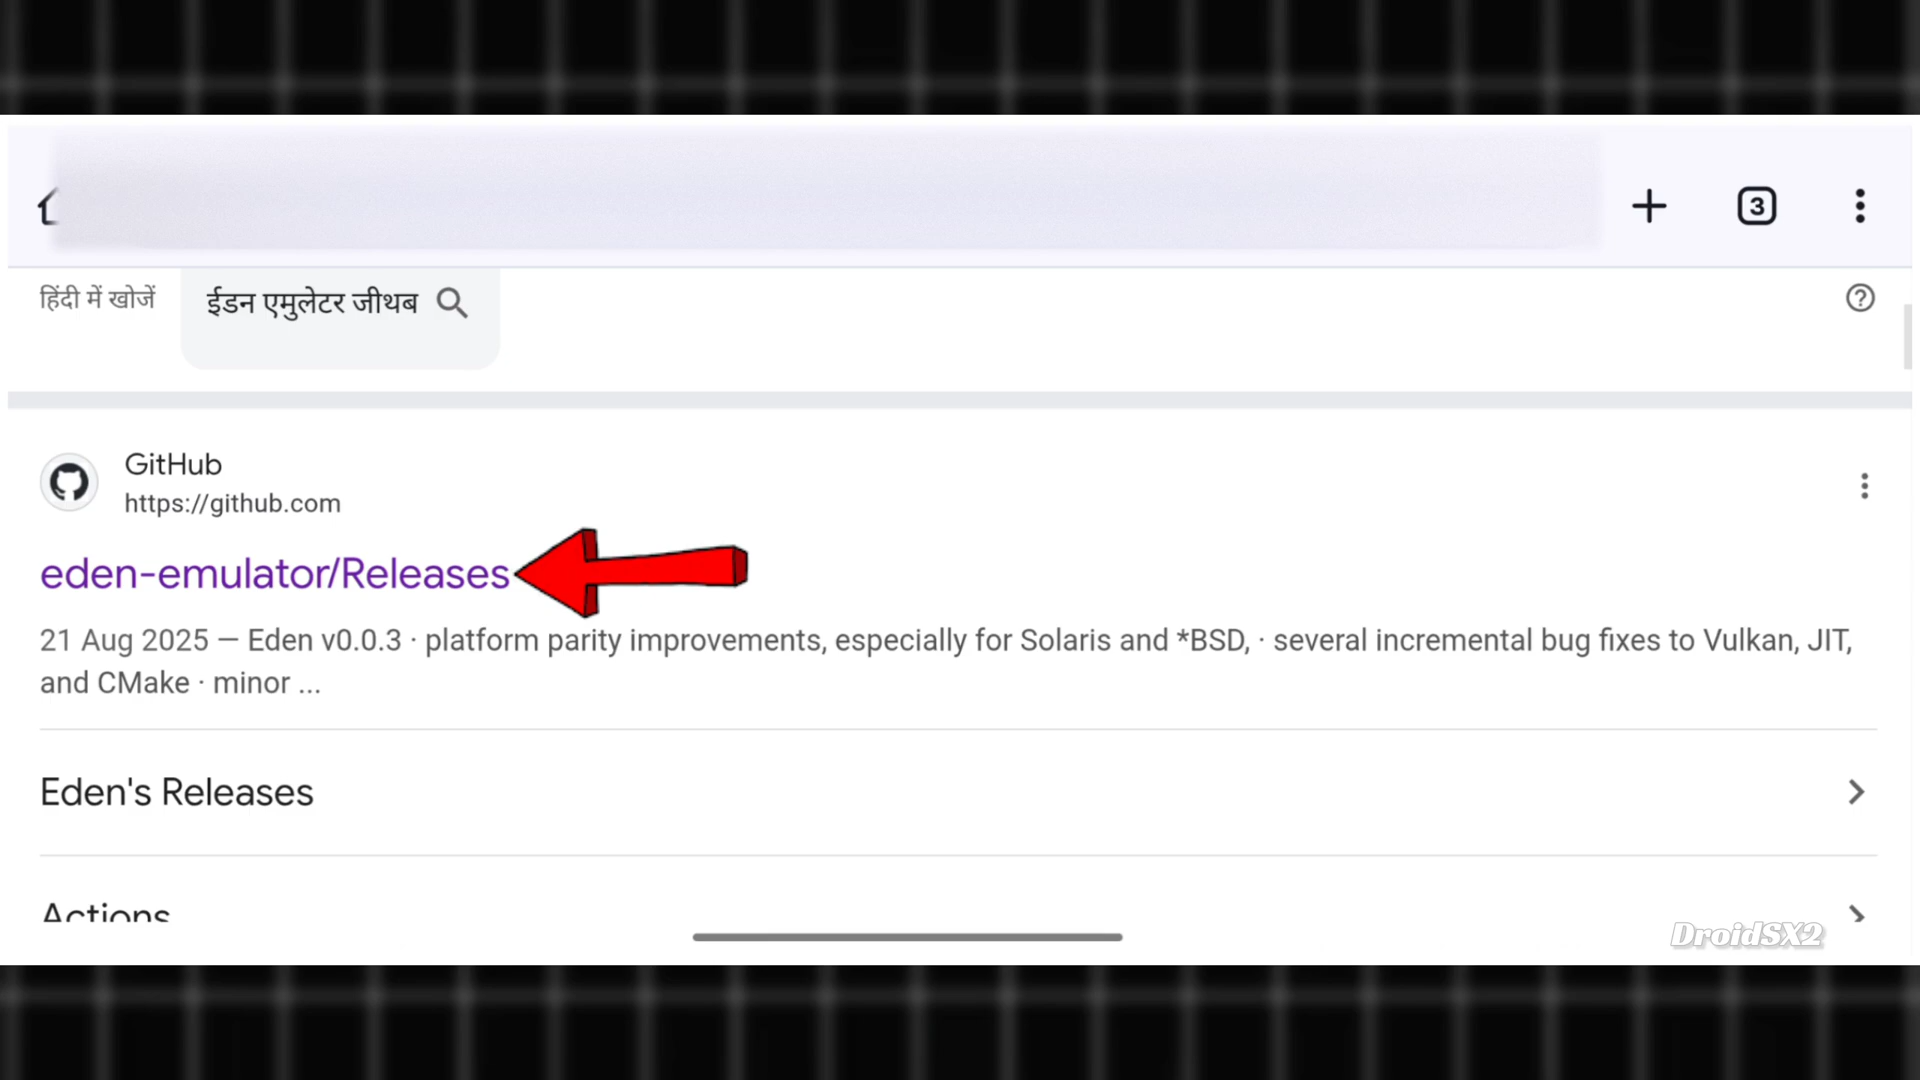 3
हिंदी में खोजें
ईडन एमुलेटर जीथब
GitHub
https://github.com
eden-emulator/Releases
21 Aug 2025 — Eden v0.0.3 · platform parity improvements, especially for Solaris and *BSD, · several incremental bug fixes to Vulkan, JIT,
and CMake · minor ...
Eden's Releases
Actions
DroidSX2